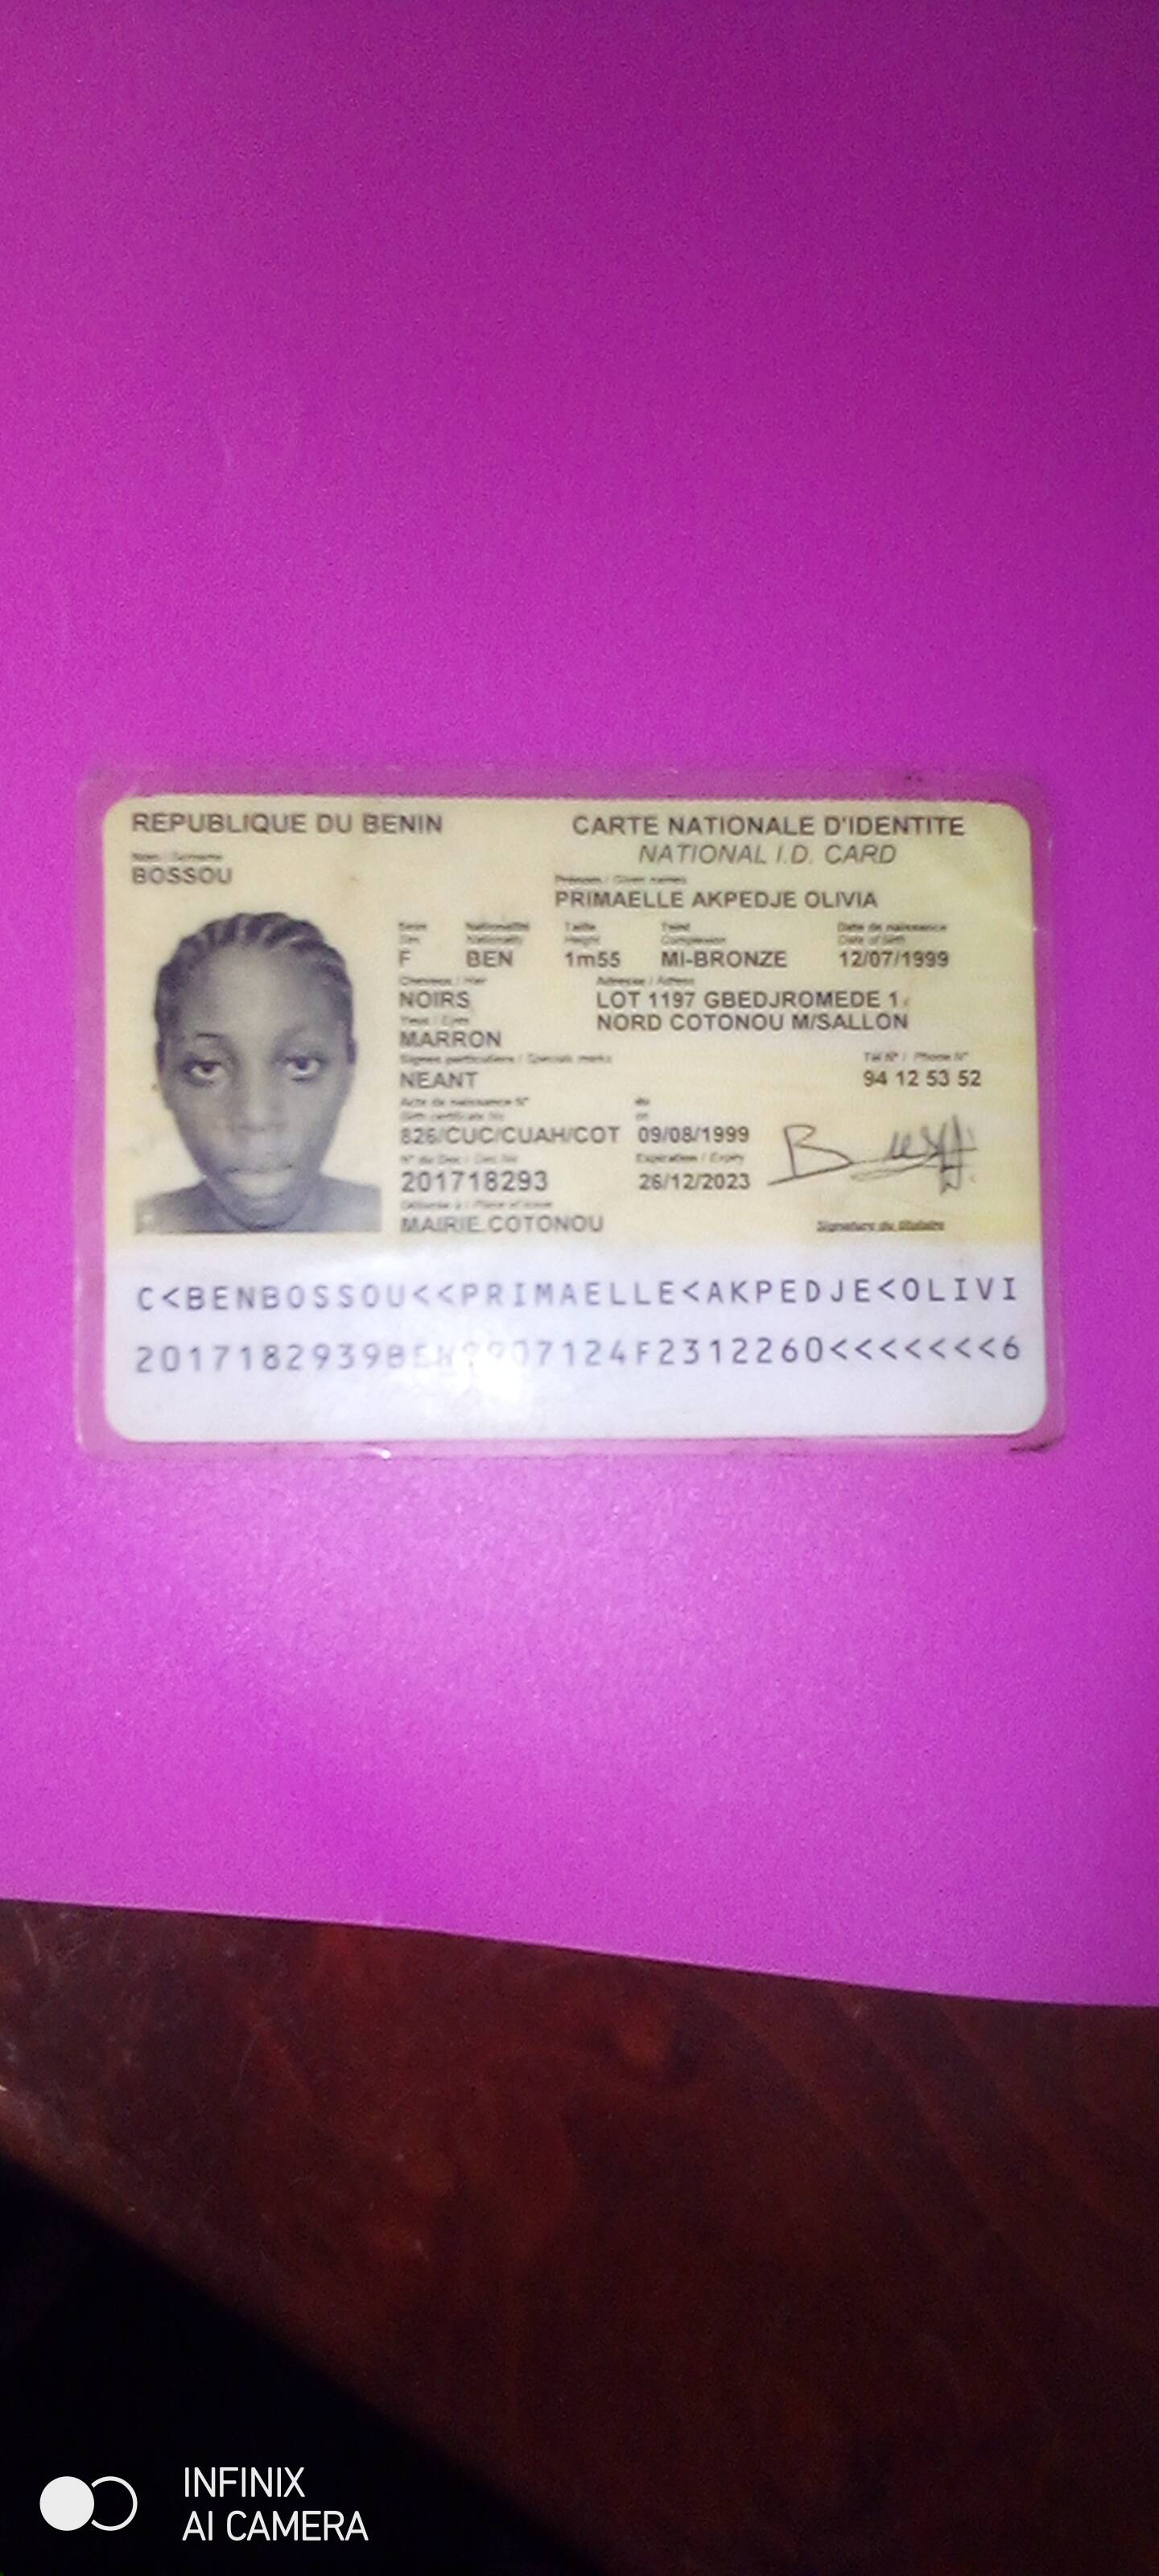 REPUBLIQUE DU BENIN
CARTE NATIONALE D'IDENTITE
NATIONAL I.D. CARD
Nom / Surname
BOSSOU
Prénoms / Given names
PRIMAELLE AKPEDJE OLIVIA
Sexe Nationalité Taille Teint Date de naissance
Sex Nationality Height Complexion Date of birth
F BEN 1m55 MI-BRONZE 12/07/1999
Cheveux / Hair Adresse / Adress
NOIRS LOT 1197 GBEDJROMEDE 1
Yeux / Eyes NORD COTONOU M/SALLON
MARRON
Signes particuliers / Specials marks Tél N° / Phone N°
NEANT 94 12 53 52
Acte de naissance N° du
Birth certificate No on
826/CUC/CUAH/COT 09/08/1999
N° du Doc / Doc No Expiration / Expiry
201718293 26/12/2023
Délivrée à / Place of issue
MAIRIE.COTONOU
Signature du titulaire
C<BENBOSSOU<<PRIMAELLE<AKPEDJE<OLIVI
2017182939BEN 07124F2312260<<<<<<<6
INFINIX
AI CAMERA